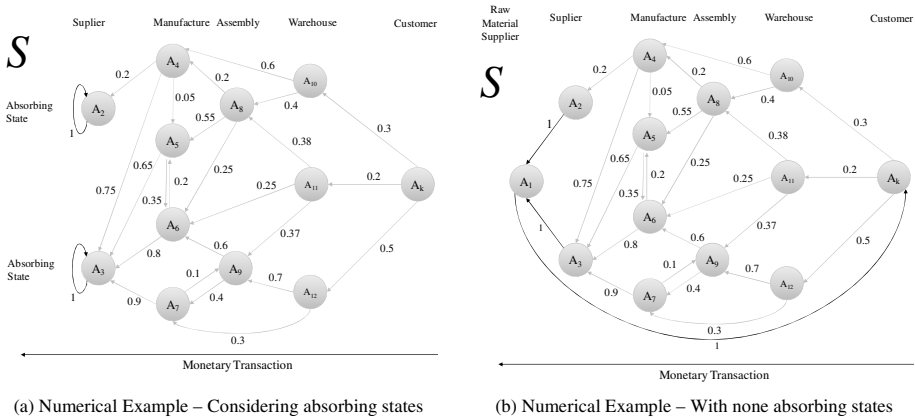 Suplier Manufacture Assembly Warehouse Customer
S
A4
0.6
0.2
0.2
A10
Absorbing
State
A2
0.05
A8
0.4
0.55
1
0.3
A5
0.38
0.65
0.25
0.2
0.75
0.2
0.25
A11
Ak
0.35
A6
0.37
0.6
0.8
0.5
Absorbing
State
A3
0.1
A9
0.7
1
0.9
0.4
A12
A7
0.3
Monetary Transaction
(a) Numerical Example – Considering absorbing states
Raw
Material
Supplier
Suplier Manufacture Assembly Warehouse Customer
S
A4
0.6
0.2
0.2
A10
A2
0.05
A8
0.4
0.55
1
0.3
A5
0.38
0.65
0.25
0.2
0.75
0.2
0.25
A1
A11
Ak
0.35
A6
0.37
1
0.6
0.8
0.5
A3
0.1
A9
0.7
0.9
0.4
A12
A7
0.3
1
Monetary Transaction
(b) Numerical Example – With none absorbing states